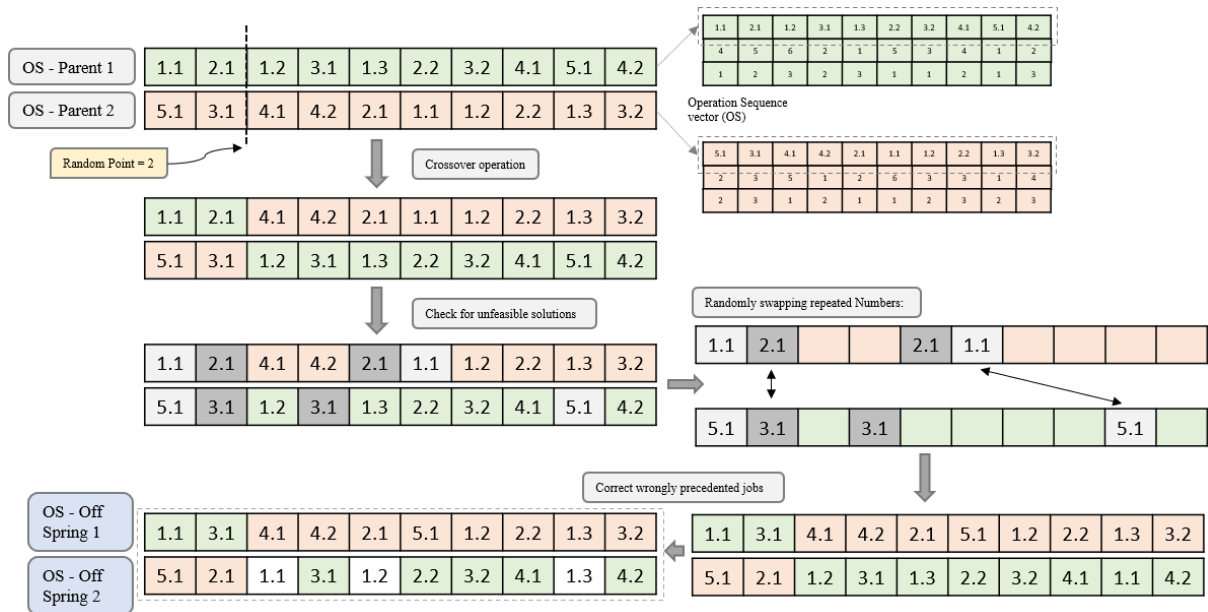 OS - Parent 1
1.1 2.1 1.2 3.1 1.3 2.2 3.2 4.1 5.1 4.2
OS - Parent 2
5.1 3.1 4.1 4.2 2.1 1.1 1.2 2.2 1.3 3.2
1.1 2.1 1.2 3.1 1.3 2.2 3.2 4.1 5.1 4.2
4 5 6 2 1 5 3 4 1 2
1 2 3 2 3 1 1 2 1 3
Operation Sequence
vector (OS)
5.1 3.1 4.1 4.2 2.1 1.1 1.2 2.2 1.3 3.2
2 3 5 1 2 6 3 3 1 4
2 3 1 1 2 1 2 3 2 3
Random Point = 2
Crossover operation
1.1 2.1 4.1 4.2 2.1 1.1 1.2 2.2 1.3 3.2
5.1 3.1 1.2 3.1 1.3 2.2 3.2 4.1 5.1 4.2
Check for unfeasible solutions
1.1 2.1 4.1 4.2 2.1 1.1 1.2 2.2 1.3 3.2
5.1 3.1 1.2 3.1 1.3 2.2 3.2 4.1 5.1 4.2
Randomly swapping repeated Numbers:
1.1 2.1 2.1 1.1
5.1 3.1 3.1 5.1
Correct wrongly precedented jobs
1.1 3.1 4.1 4.2 2.1 5.1 1.2 2.2 1.3 3.2
5.1 2.1 1.2 3.1 1.3 2.2 3.2 4.1 1.1 4.2
OS - Off
Spring 1
1.1 3.1 4.1 4.2 2.1 5.1 1.2 2.2 1.3 3.2
OS - Off
Spring 2
5.1 2.1 1.1 3.1 1.2 2.2 3.2 4.1 1.3 4.2